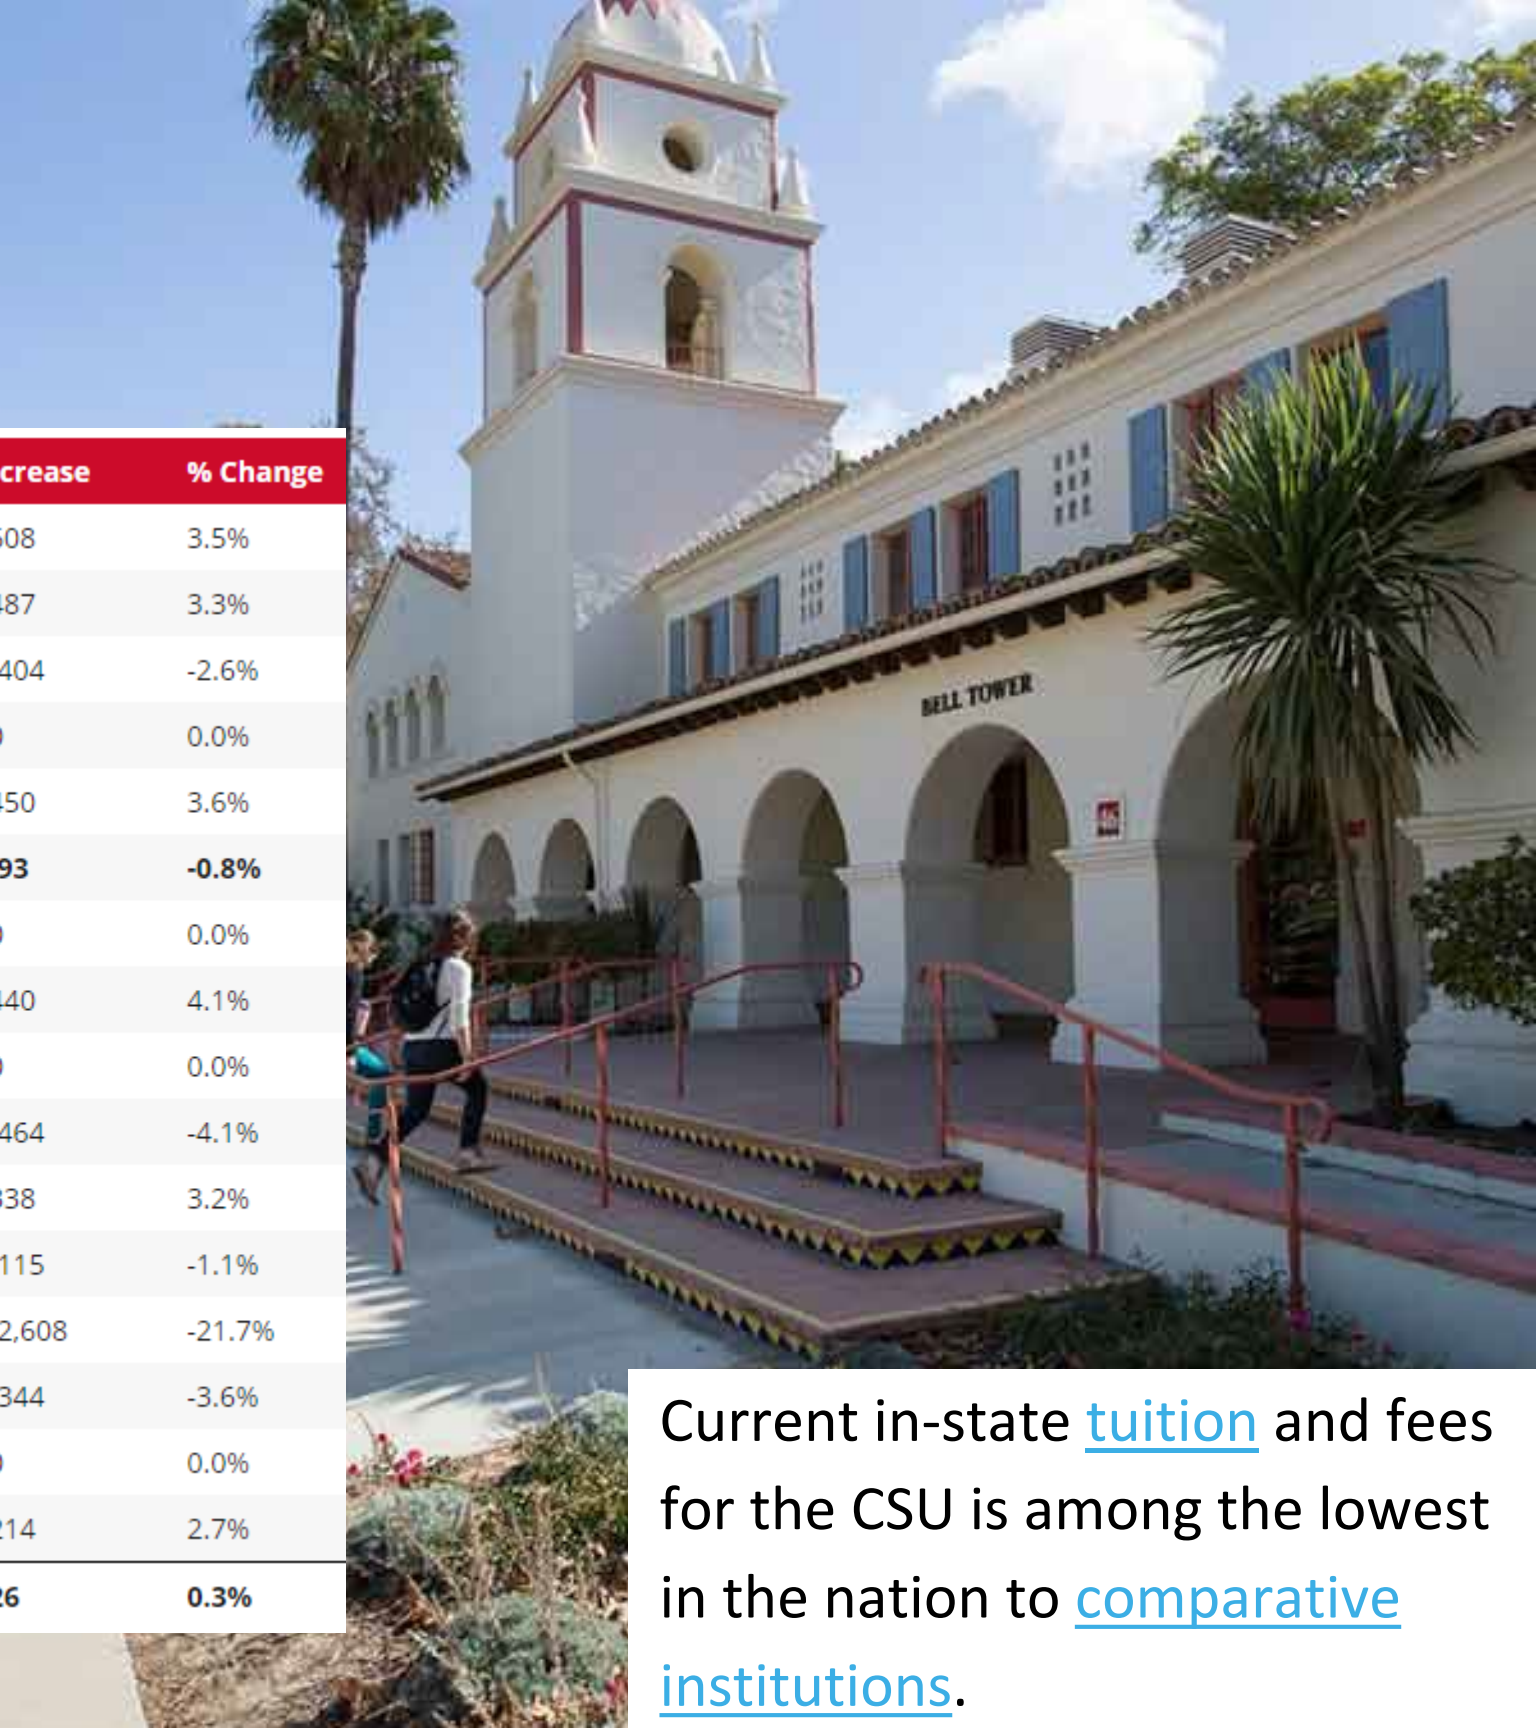 crease % Change
508 3.5%
487 3.3%
404 -2.6%
0.0%
450 3.6%
93 -0.8%
0.0%
440 4.1%
0.0%
464 -4.1%
338 3.2%
115 -1.1%
2,608 -21.7%
344 -3.6%
0.0%
214 2.7%
26 0.3%
BELL TOWER
Current in-state tuition and fees
for the CSU is among the lowest
in the nation to comparative
institutions.